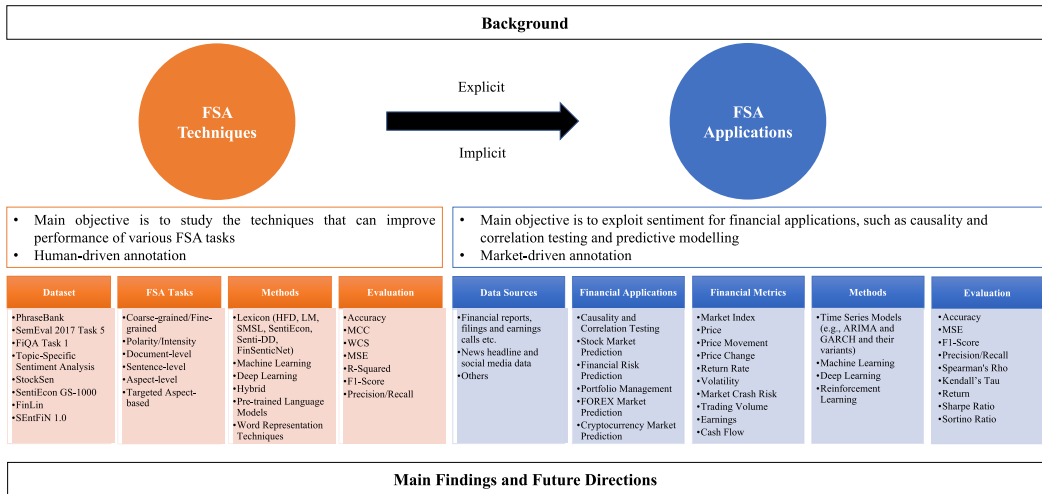 Background
FSA
Techniques
Explicit
Implicit
FSA
Applications
• Main objective is to study the techniques that can improve
performance of various FSA tasks
• Human-driven annotation
• Main objective is to exploit sentiment for financial applications, such as causality and
correlation testing and predictive modelling
• Market-driven annotation
Dataset
•PhraseBank
•SemEval 2017 Task 5
•FiQA Task 1
•Topic-Specific
Sentiment Analysis
•StockSen
•SentiEcon GS-1000
•FinLin
•SEntFiN 1.0
FSA Tasks
•Coarse-grained/Fine-
grained
•Polarity/Intensity
•Document-level
•Sentence-level
•Aspect-level
•Targeted Aspect-
based
Methods
•Lexicon (HFD, LM,
SMSL, SentiEcon,
Senti-DD,
FinSenticNet)
•Machine Learning
•Deep Learning
•Hybrid
•Pre-trained Language
Models
•Word Representation
Techniques
Evaluation
•Accuracy
•MCC
•WCS
•MSE
•R-Squared
•F1-Score
•Precision/Recall
Data Sources
•Financial reports,
filings and earnings
calls etc.
•News headline and
social media data
•Others
Financial Applications
•Causality and
Correlation Testing
•Stock Market
Prediction
•Financial Risk
Prediction
•Portfolio Management
•FOREX Market
Prediction
•Cryptocurrency Market
Prediction
Financial Metrics
•Market Index
•Price
•Price Movement
•Price Change
•Return Rate
•Volatility
•Market Crash Risk
•Trading Volume
•Earnings
•Cash Flow
Methods
•Time Series Models
(e.g., ARIMA and
GARCH and their
variants)
•Machine Learning
•Deep Learning
•Reinforcement
Learning
Evaluation
•Accuracy
•MSE
•F1-Score
•Precision/Recall
•Spearman's Rho
•Kendall's Tau
•Return
•Sharpe Ratio
•Sortino Ratio
Main Findings and Future Directions